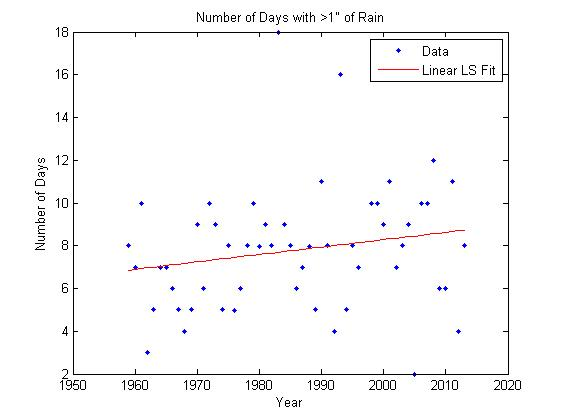 Number of Days with >1" of Rain
Data
Linear LS Fit
Number of Days
18
16
14
12
10
8
6
4
2
1950 1960 1970 1980 1990 2000 2010 2020
Year